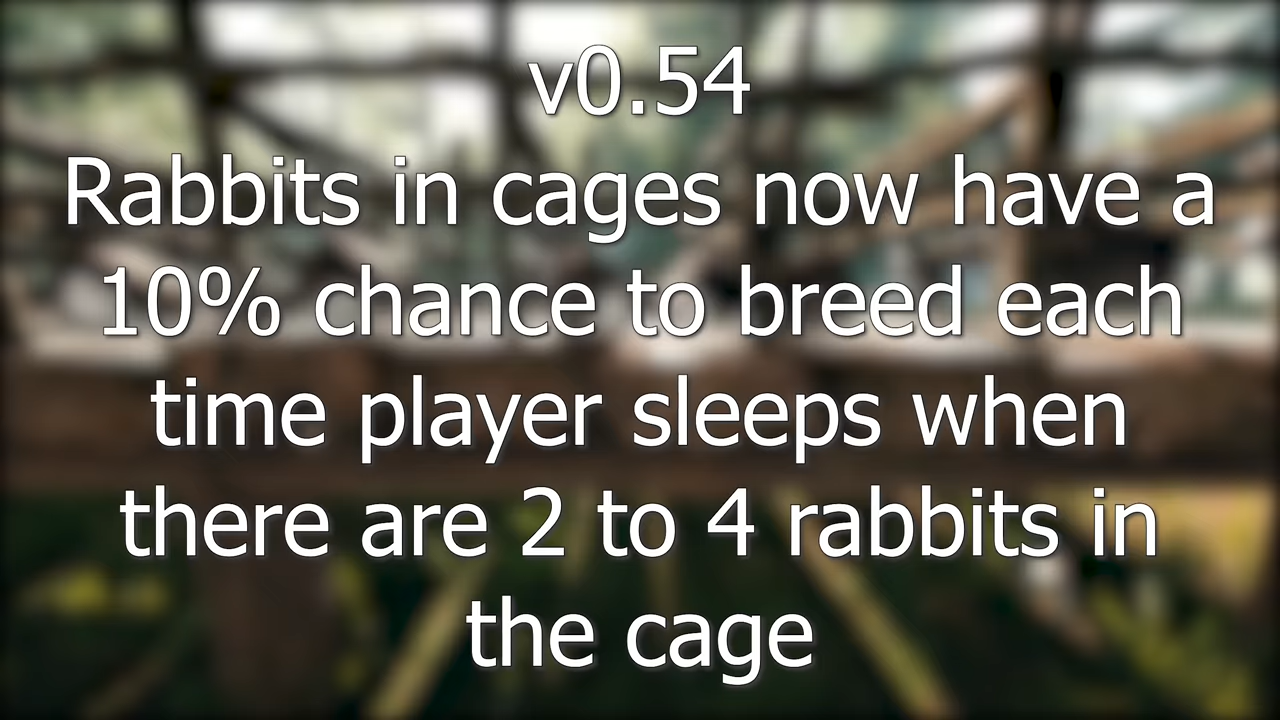 v0.54
Rabbits in cages now have a
10% chance to breed each
time player sleeps when
there are 2 to 4 rabbits in
the cage